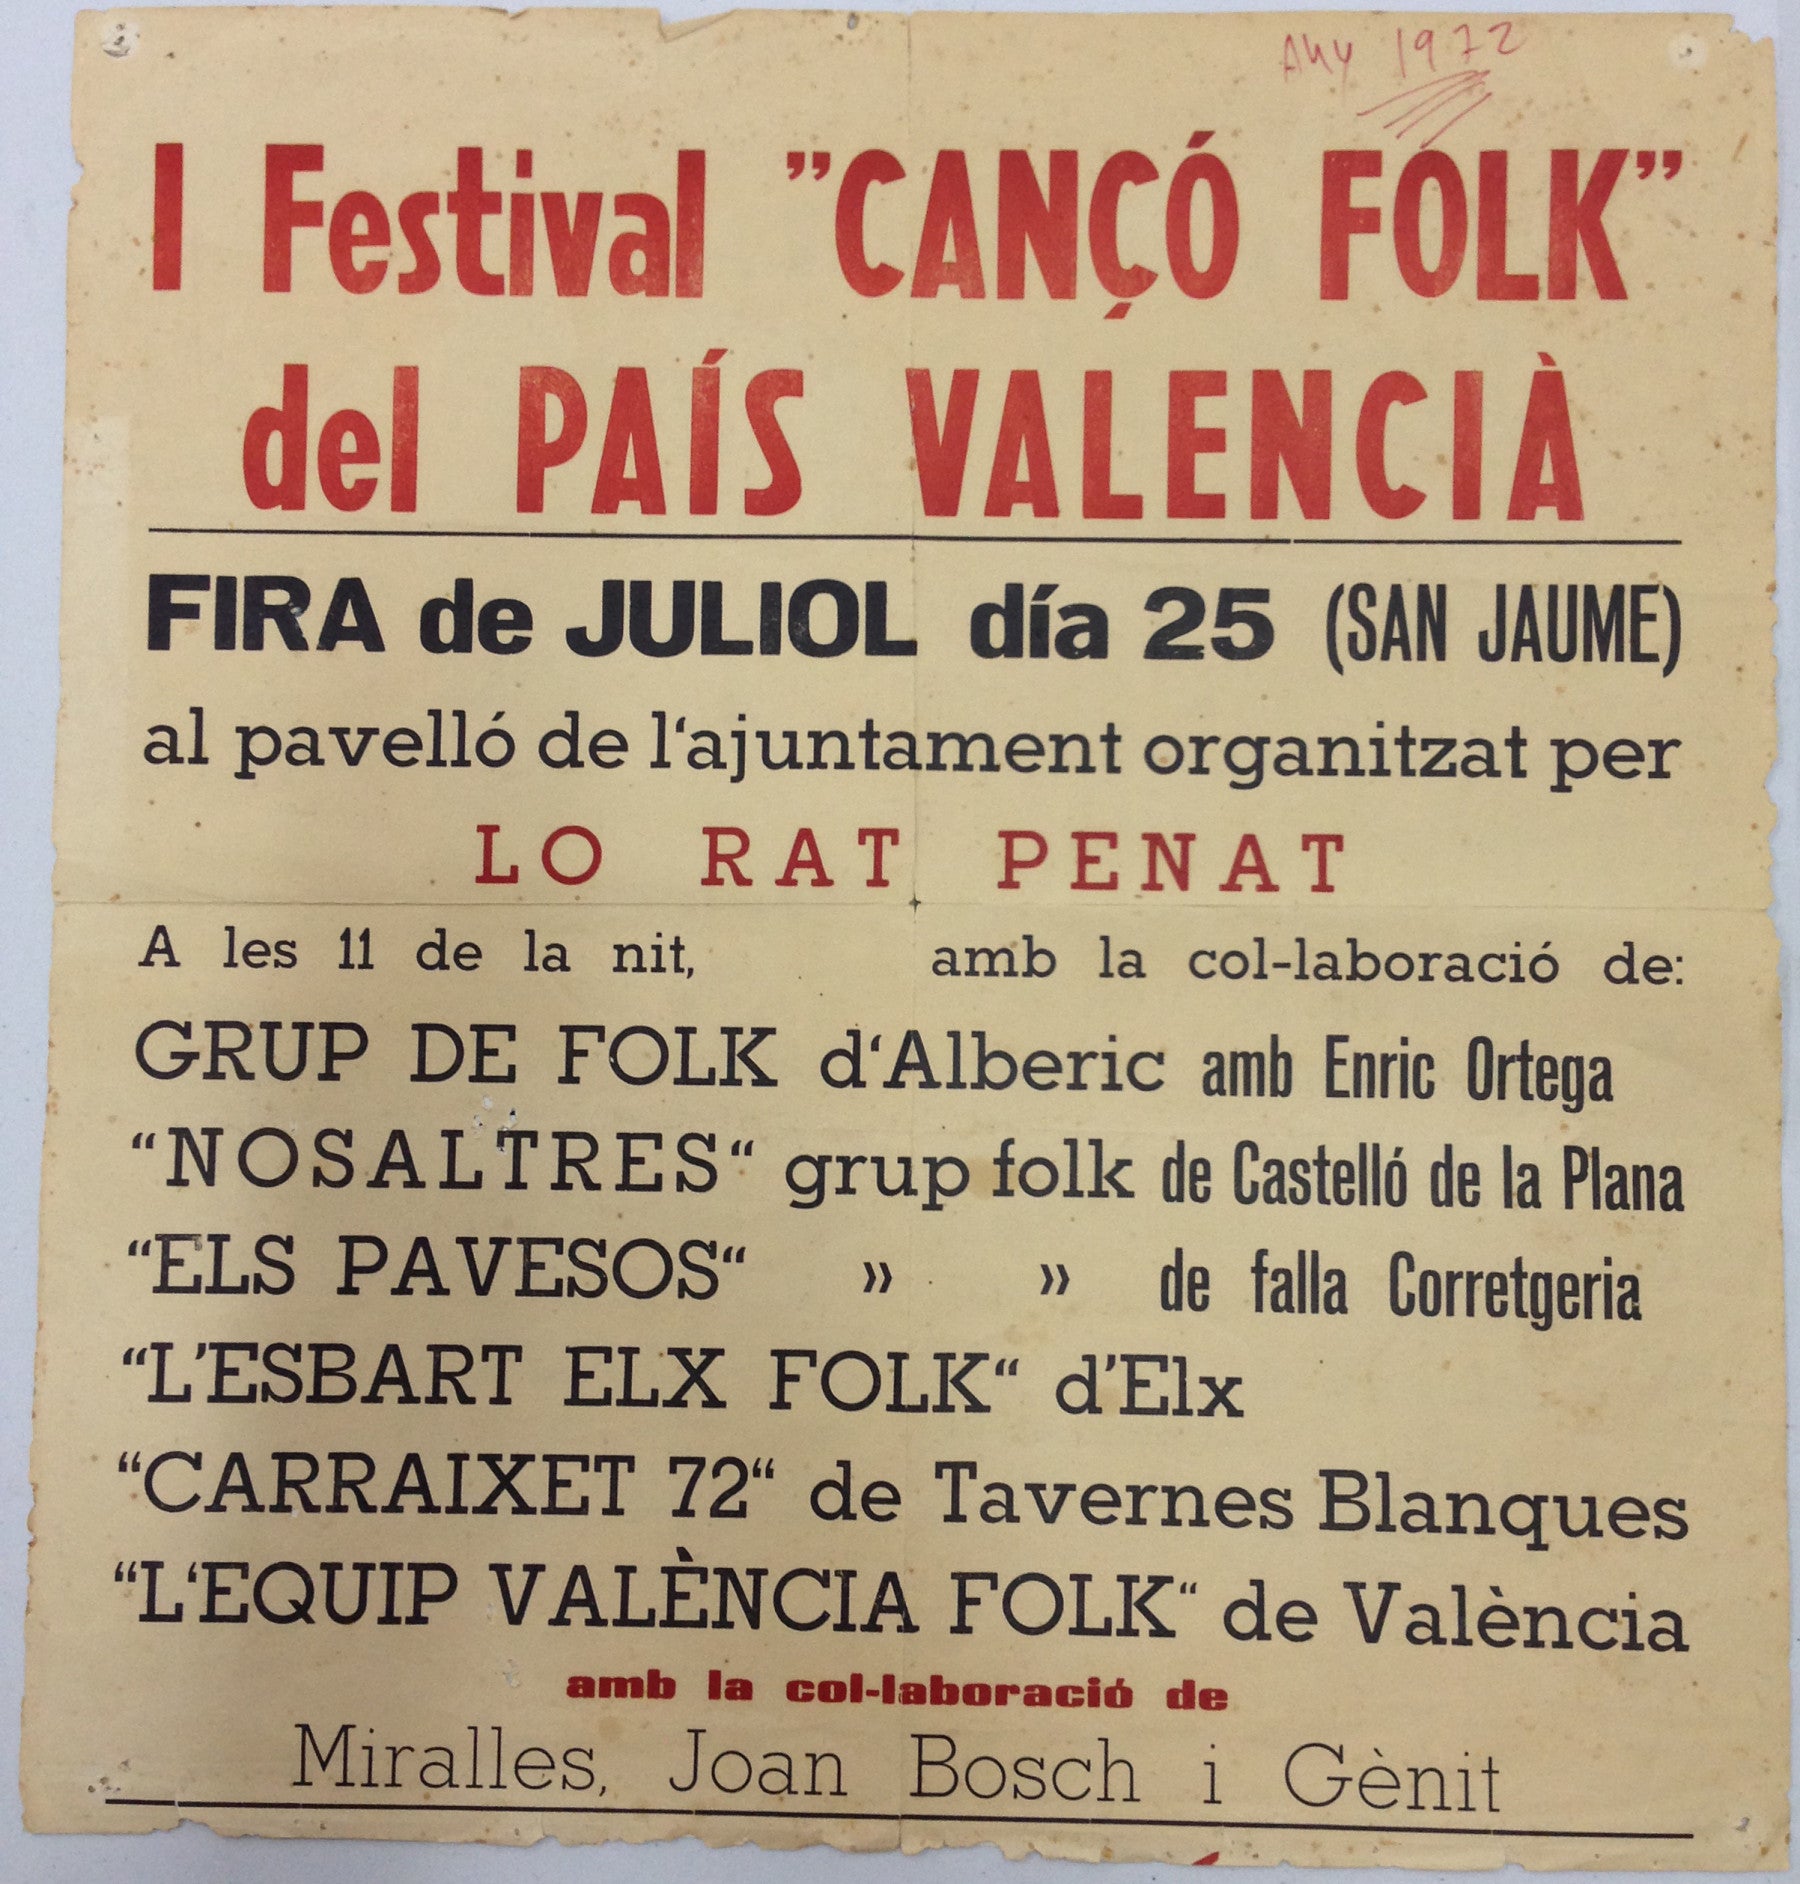 Any 1972
I Festival "CANÇÓ FOLK"
del PAÍS VALENCIÀ
FIRA de JULIOL día 25 (SAN JAUME)
al pavelló de l‘ajuntament organitzat per
LO RAT PENAT
A les 11 de la nit, amb la col-laboració de:
GRUP DE FOLK d‘Alberic amb Enric Ortega
“NOSALTRES“ grup folk de Castelló de la Plana
“ELS PAVESOS“ » » de falla Corretgeria
“L'ESBART ELX FOLK“ d'Elx
“CARRAIXET 72“ de Tavernes Blanques
“L‘EQUIP VALÈNCIA FOLK“ de València
amb la col-laboració de
Miralles, Joan Bosch i Gènit